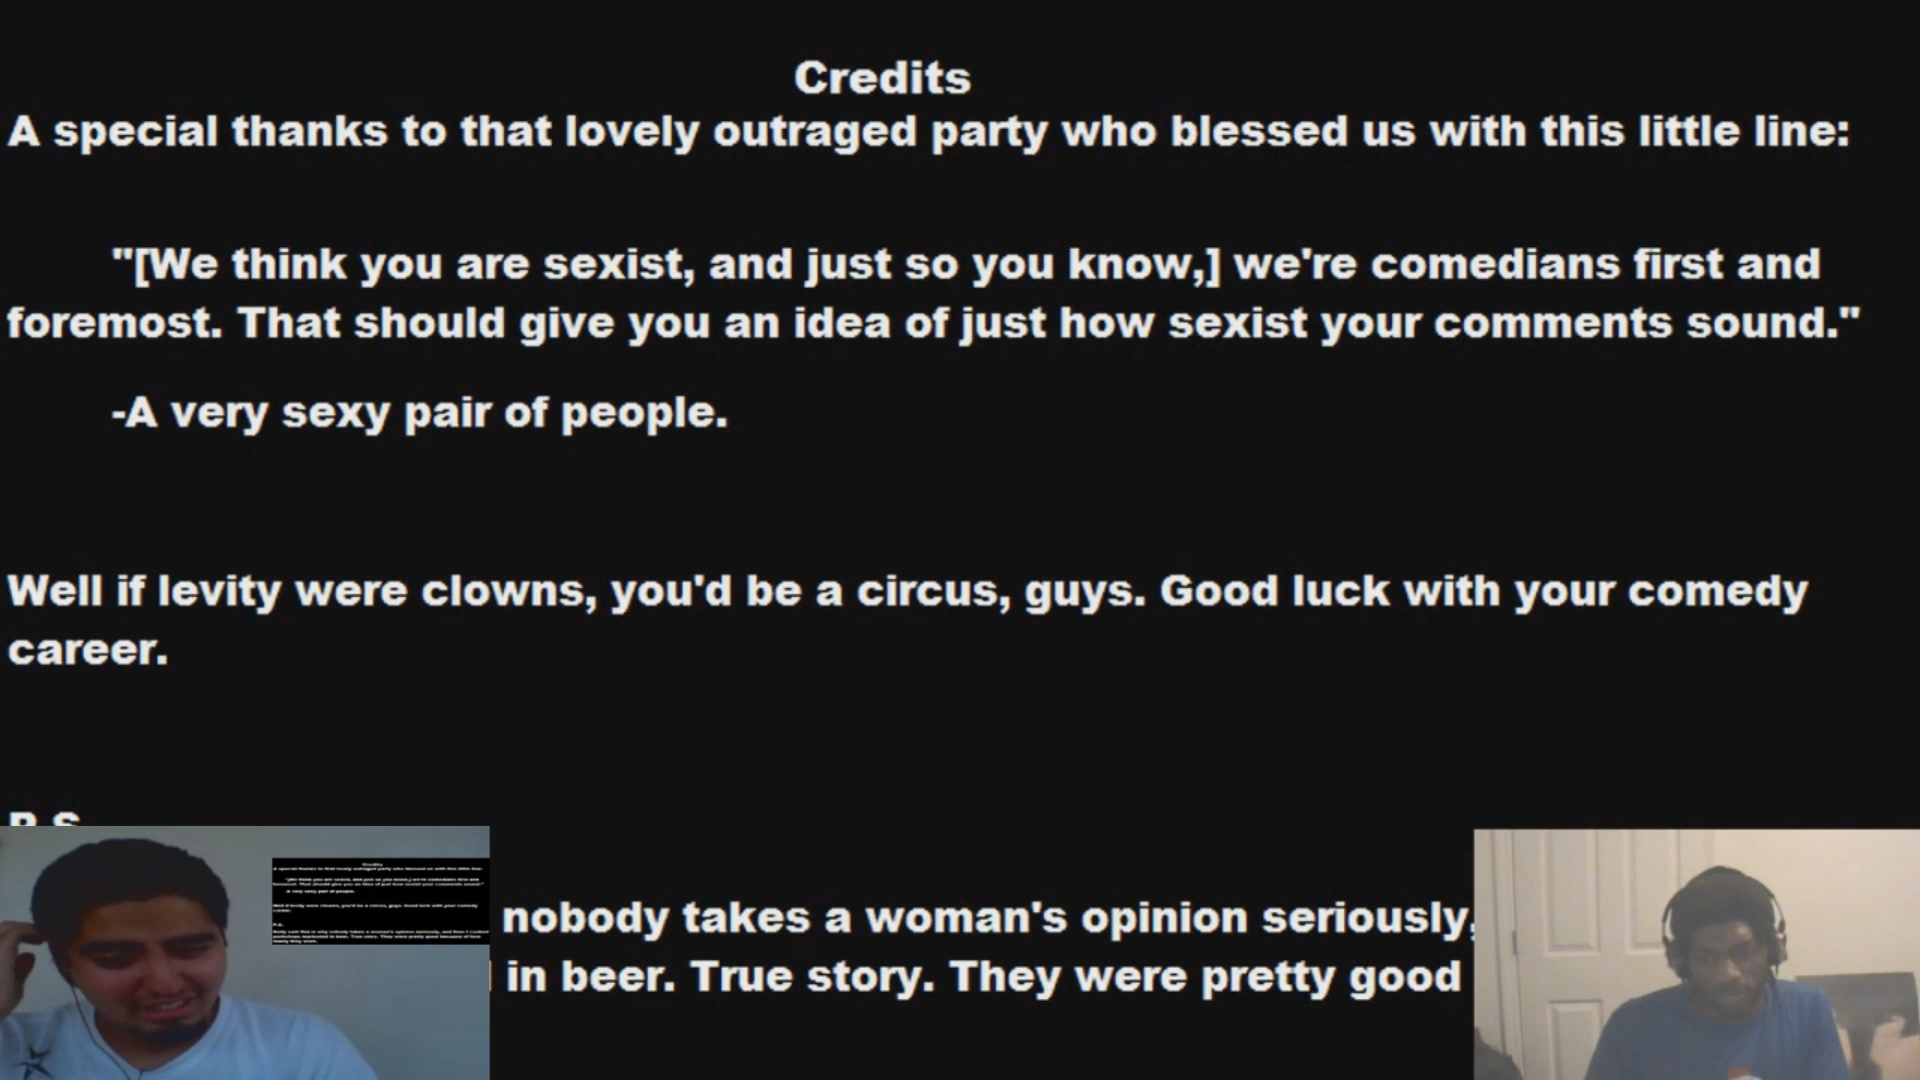 Credits
A special thanks to that lovely outraged party who blessed us with this little line:
"[We think you are sexist, and just so you know,] we're comedians first and
foremost. That should give you an idea of just how sexist your comments sound."
-A very sexy pair of people.
Well if levity were clowns, you'd be a circus, guys. Good luck with your comedy
career.
P.S.
nobody takes a woman's opinion seriously,
in beer. True story. They were pretty good